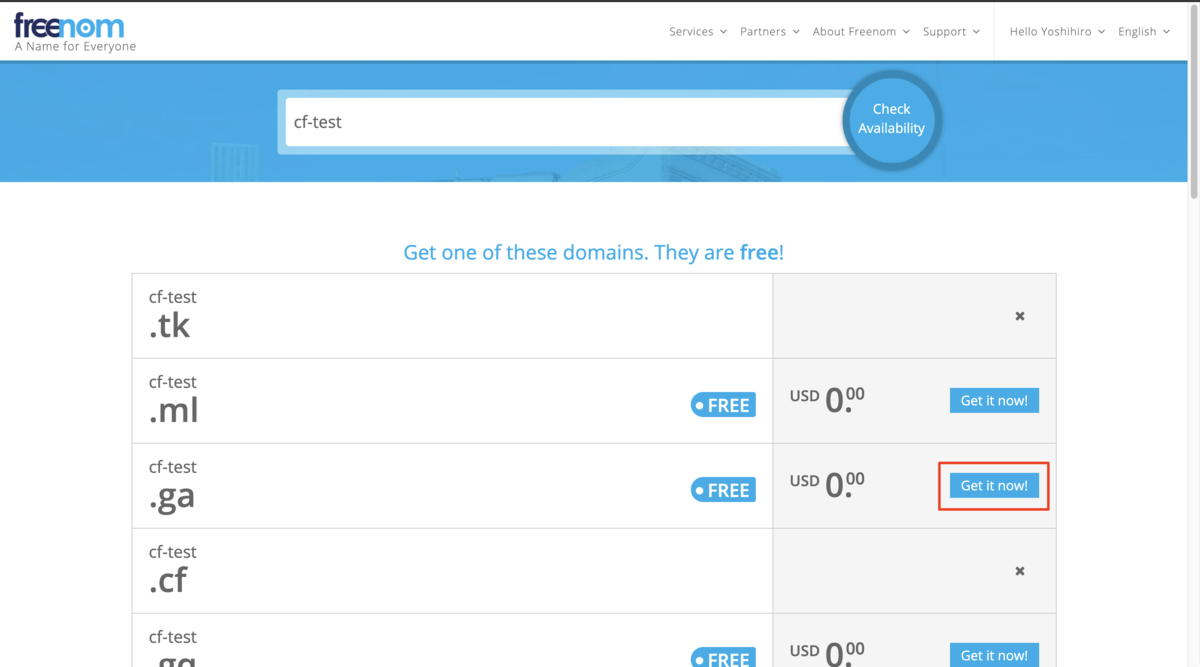 freenom
A Name for Everyone
Services Partners About Freenom Support Hello Yoshihiro English
cf-test
Check
Availability
Get one of these domains. They are free!
cf-test
.tk
cf-test
.ml
FREE
USD 0.00
Get it now!
cf-test
.ga
FREE
USD 0.00
Get it now!
cf-test
.cf
cf-test
.gq
FREE
USD 0.00
Get it now!